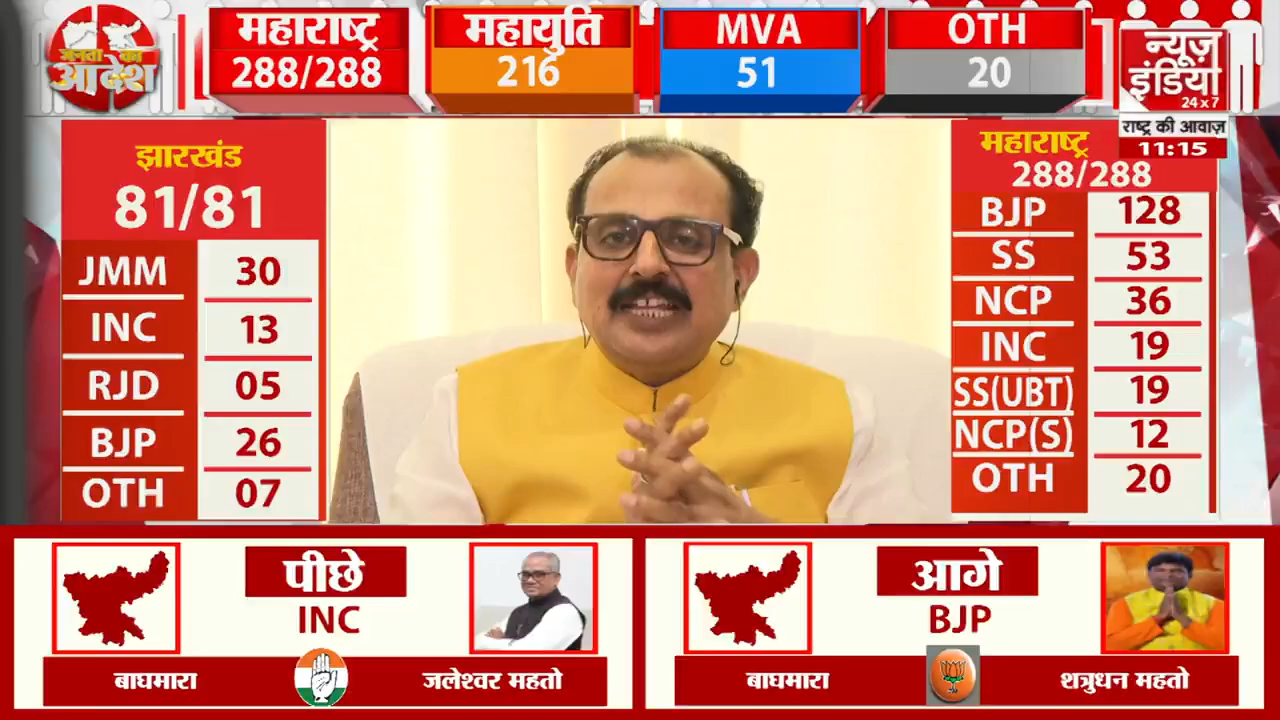 जनता का
आदेश
महाराष्ट्र
288/288
महायुति
216
MVA
51
OTH
20
न्यूज़
इंडिया
24x7
राष्ट्र की आवाज़
11:15
झारखंड
81/81
JMM 30
INC 13
RJD 05
BJP 26
OTH 07
महाराष्ट्र
288/288
BJP 128
SS 53
NCP 36
INC 19
SS(UBT) 19
NCP(S) 12
OTH 20
पीछे
INC
बाघमारा जलेश्वर महतो
आगे
BJP
बाघमारा शत्रुधन महतो